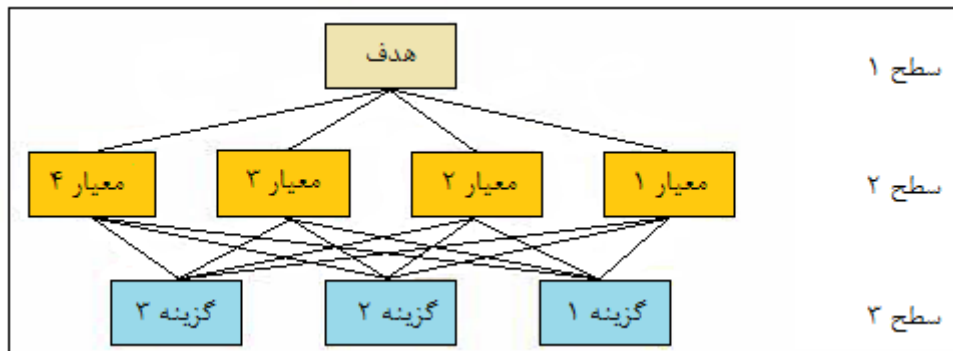 هدف
سطح ۱
معیار ۱
معیار ۲
معیار ۳
معیار ۴
سطح ۲
گزینه ۱
گزینه ۲
گزینه ۳
سطح ۳